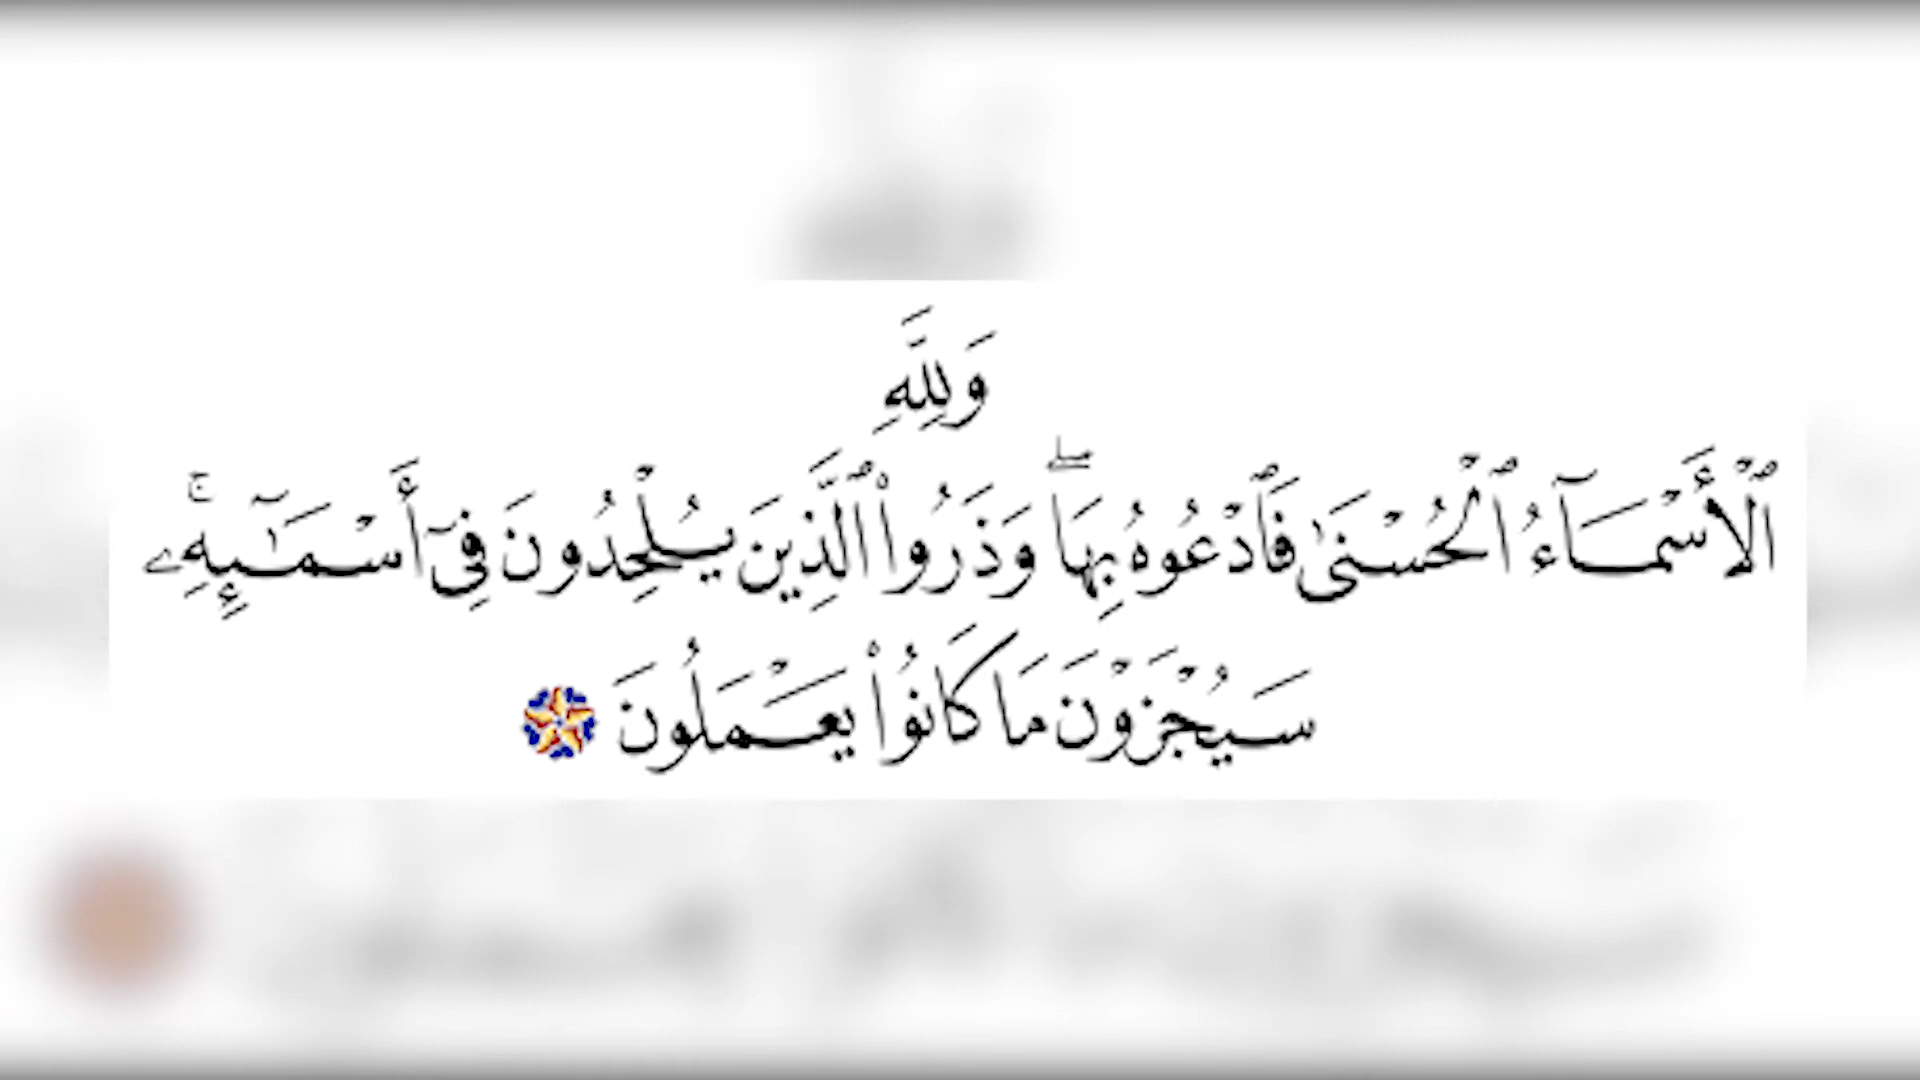 وَلِلَّهِ
ٱلْأَسْمَآءُ ٱلْحُسْنَىٰ فَٱدْعُوهُ بِهَا ۖ وَذَرُوا۟ ٱلَّذِينَ يُلْحِدُونَ فِىٓ أَسْمَـٰٓئِهِۦ ۚ
سَيُجْزَوْنَ مَا كَانُوا۟ يَعْمَلُونَ